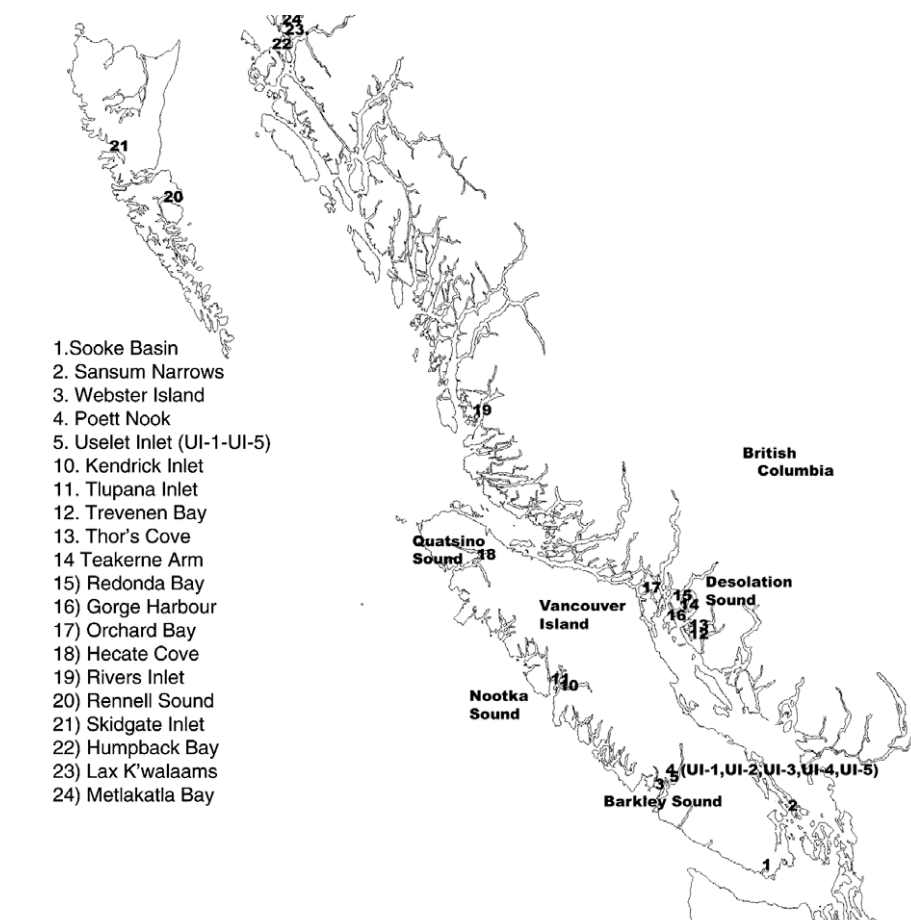 24
23
22
21
20
1.Sooke Basin
2. Sansum Narrows
3. Webster Island
4. Poett Nook
5. Uselet Inlet (UI-1-UI-5)
10. Kendrick Inlet
11. Tlupana Inlet
12. Trevenen Bay
13. Thor's Cove
14 Teakerne Arm
15) Redonda Bay
16) Gorge Harbour
17) Orchard Bay
18) Hecate Cove
19) Rivers Inlet
20) Rennell Sound
21) Skidgate Inlet
22) Humpback Bay
23) Lax K'walaams
24) Metlakatla Bay
19
British
Columbia
Quatsino
Sound 18
17
Desolation
Sound
15
14
16
13
12
Vancouver
Island
11
10
Nootka
Sound
4 (UI-1,UI-2,UI-3,UI-4,UI-5)
5
3
Barkley Sound
2
1